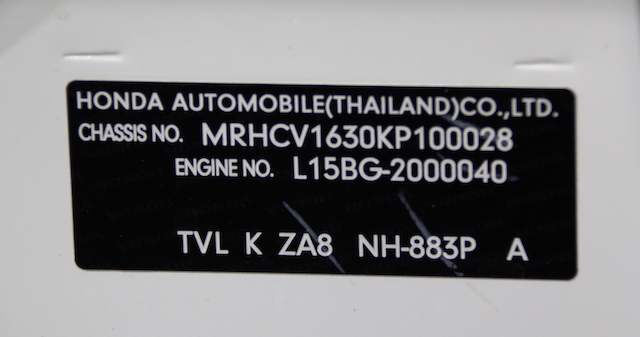 HONDA AUTOMOBILE(THAILAND)CO.,LTD.
CHASSIS NO. MRHCV1630KP100028
ENGINE NO. L15BG-2000040
TVL K ZA8 NH-883P A